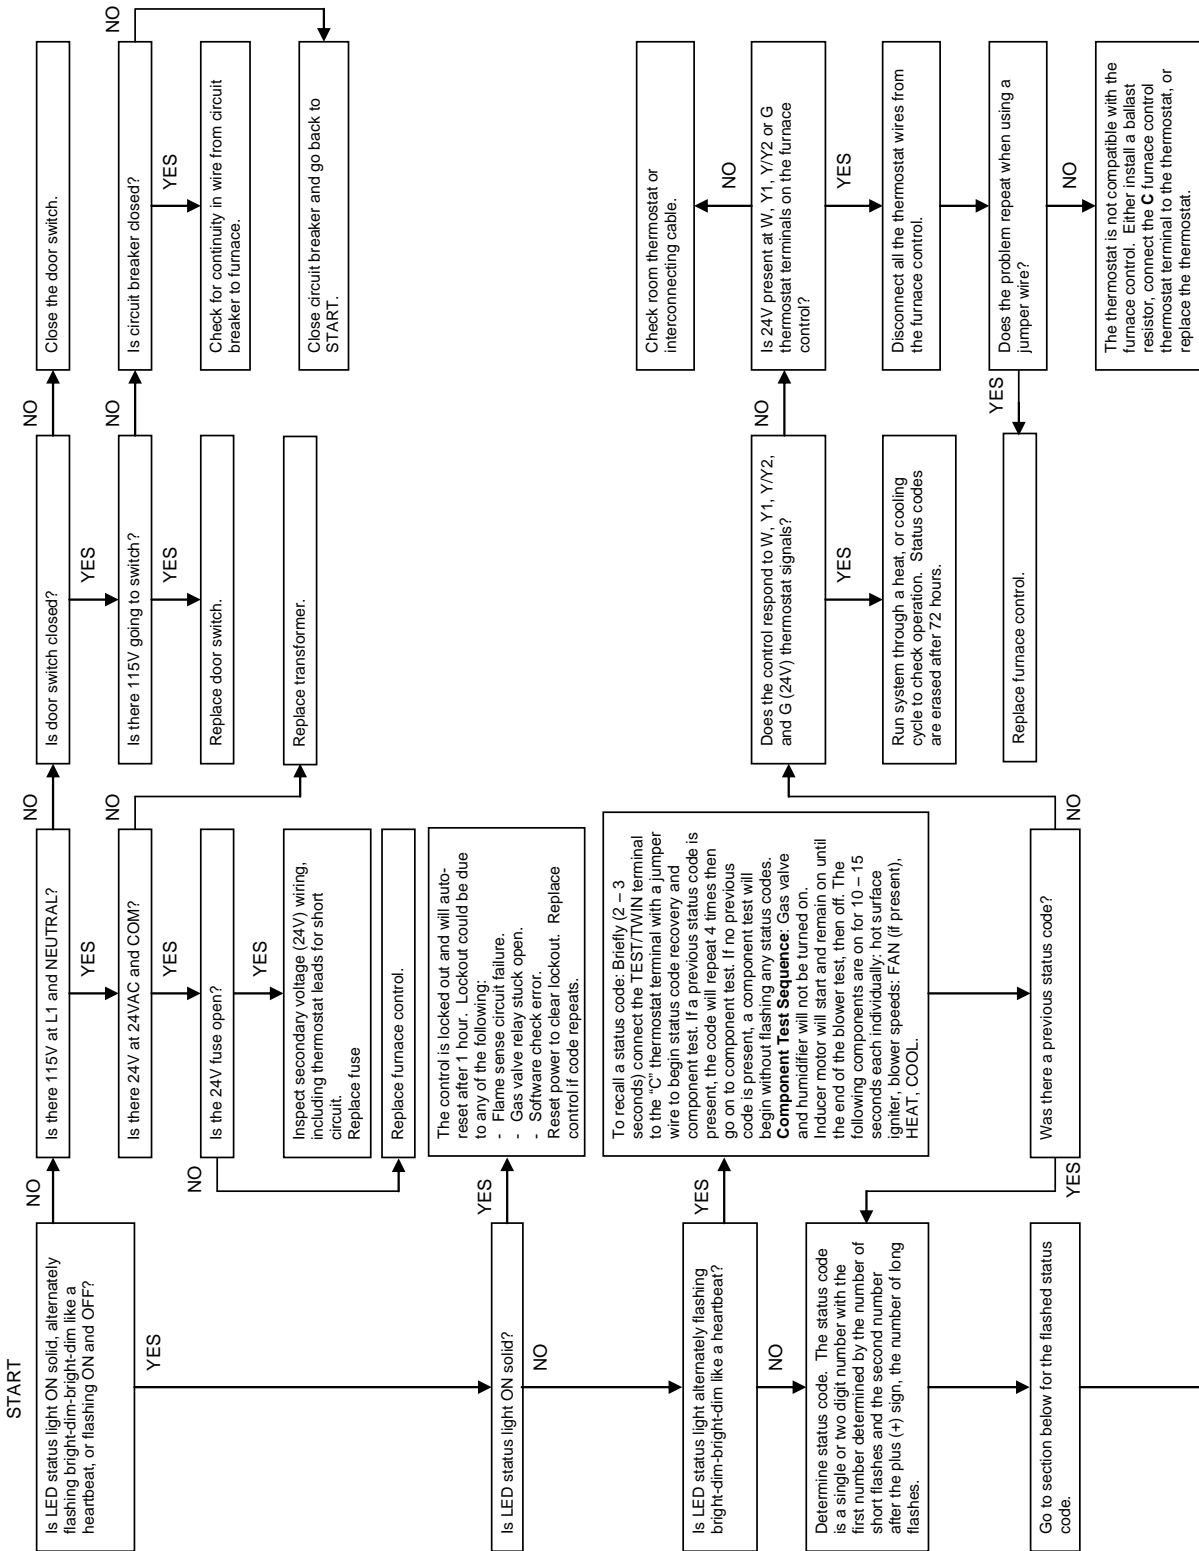 START
Is LED status light ON solid, alternately
flashing bright-dim-bright-dim like a
heartbeat, or flashing ON and OFF?
NO
YES
Is there 115V at L1 and NEUTRAL?
NO
YES
Is door switch closed?
NO
YES
Close the door switch.
Is there 24V at 24VAC and COM?
NO
YES
Is there 115V going to switch?
NO
YES
Is circuit breaker closed?
NO
YES
Is the 24V fuse open?
NO
YES
Replace door switch.
Check for continuity in wire from circuit
breaker to furnace.
Inspect secondary voltage (24V) wiring,
including thermostat leads for short
circuit.
Replace fuse
Replace transformer.
Close circuit breaker and go back to
START.
Replace furnace control.
Is LED status light ON solid?
YES
NO
The control is locked out and will auto-
reset after 1 hour.  Lockout could be due
to any of the following:
- Flame sense circuit failure.
- Gas valve relay stuck open.
- Software check error.
Reset power to clear lockout.  Replace
control if code repeats.
Is LED status light alternately flashing
bright-dim-bright-dim like a heartbeat?
YES
NO
To recall a status code: Briefly (2 – 3
seconds) connect the TEST/TWIN terminal
to the “C” thermostat terminal with a jumper
wire to begin status code recovery and
component test. If a previous status code is
present, the code will repeat 4 times then
go on to component test. If no previous
code is present, a component test will
begin without flashing any status codes.
Component Test Sequence: Gas valve
and humidifier will not be turned on.
Inducer motor will start and remain on until
the end of the blower test, then off. The
following components are on for 10 – 15
seconds each individually: hot surface
igniter, blower speeds: FAN (if present),
HEAT, COOL.
Does the control respond to W, Y1, Y/Y2,
and G (24V) thermostat signals?
NO
YES
Check room thermostat or
interconnecting cable.
NO
Is 24V present at W, Y1, Y/Y2 or G
thermostat terminals on the furnace
control?
YES
Run system through a heat, or cooling
cycle to check operation.  Status codes
are erased after 72 hours.
Disconnect all the thermostat wires from
the furnace control.
Determine status code.  The status code
is a single or two digit number with the
first number determined by the number of
short flashes and the second number
after the plus (+) sign, the number of long
flashes.
Does the problem repeat when using a
jumper wire?
YES
NO
Replace furnace control.
Was there a previous status code?
YES
NO
Go to section below for the flashed status
code.
The thermostat is not compatible with the
furnace control.  Either install a ballast
resistor, connect the C furnace control
thermostat terminal to the thermostat, or
replace the thermostat.